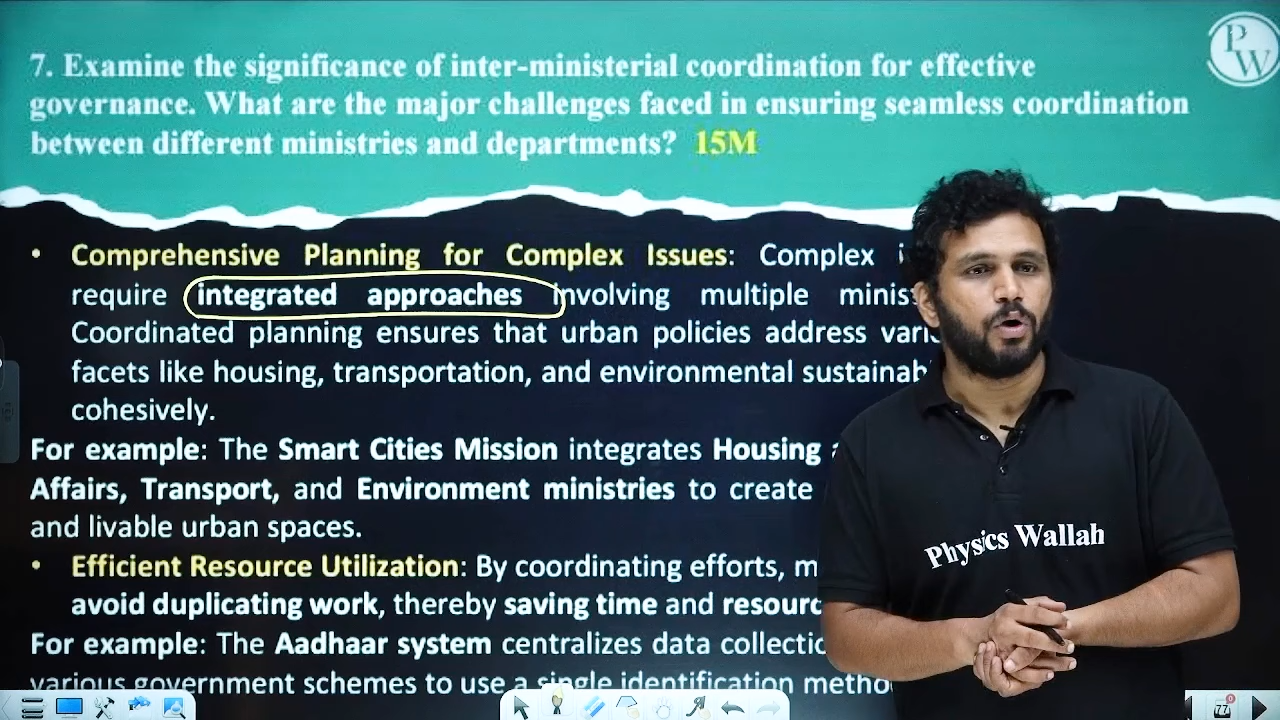 7. Examine the significance of inter-ministerial coordination for effective
governance. What are the major challenges faced in ensuring seamless coordination
between different ministries and departments? 15M
PW
• Comprehensive Planning for Complex Issues: Complex
require integrated approaches involving multiple
Coordinated planning ensures that urban policies address
facets like housing, transportation, and environmental
cohesively.
For example: The Smart Cities Mission integrates Housing
Affairs, Transport, and Environment ministries to create
and livable urban spaces.
• Efficient Resource Utilization: By coordinating efforts,
avoid duplicating work, thereby saving time and
For example: The Aadhaar system centralizes data
various government schemes to use a single identification
Physics Wallah
77